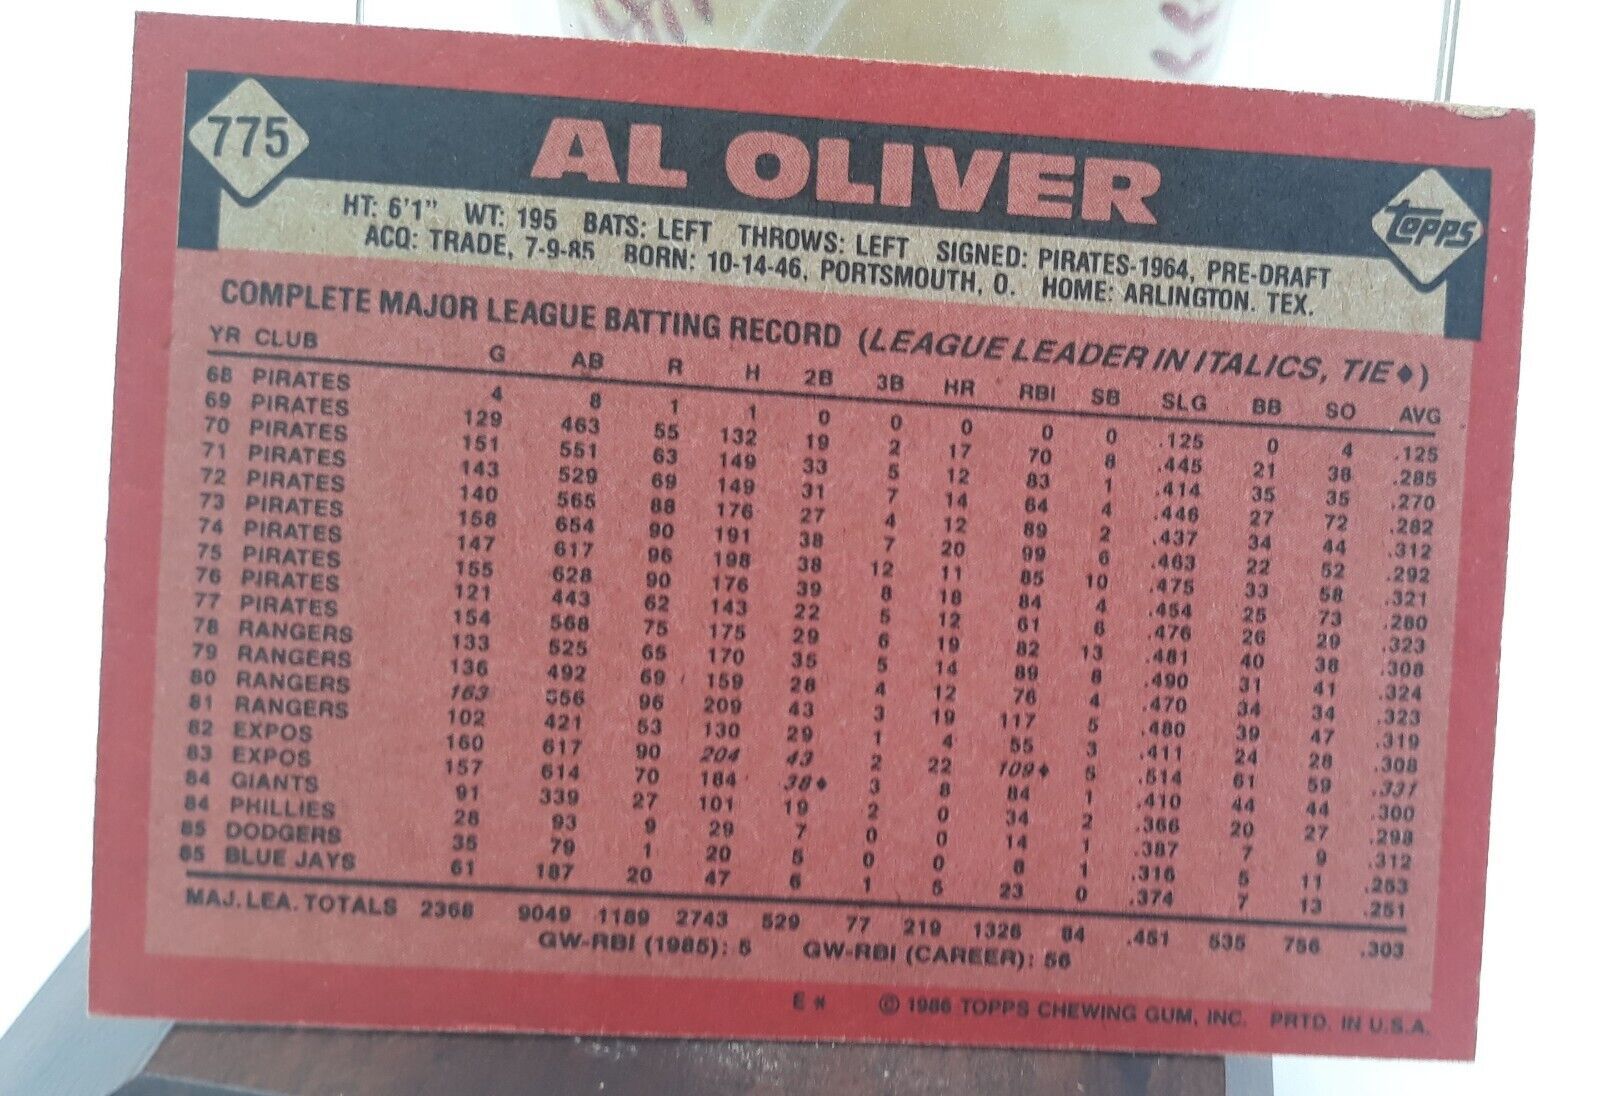 775
AL OLIVER
topps
HT: 6'1" WT: 195 BATS: LEFT THROWS: LEFT SIGNED: PIRATES-1964, PRE-DRAFT
ACQ: TRADE, 7-9-85 BORN: 10-14-46, PORTSMOUTH, O. HOME: ARLINGTON. TEX.
COMPLETE MAJOR LEAGUE BATTING RECORD (LEAGUE LEADER IN ITALICS, TIE♦)
YR CLUB G AB R H 2B 3B HR RBI SB SLG BB SO AVG
68 PIRATES 4 8 1 1 0 0 0 0 0 .125 0 4 .125
69 PIRATES 129 463 55 132 19 2 17 70 8 .445 21 38 .285
70 PIRATES 151 551 63 149 33 5 12 83 1 .414 35 35 .270
71 PIRATES 143 529 69 149 31 7 14 64 4 .446 27 72 .282
72 PIRATES 140 565 88 176 27 4 12 89 2 .437 34 44 .312
73 PIRATES 158 654 90 191 38 7 20 99 6 .463 22 52 .292
74 PIRATES 147 617 96 198 38 12 11 85 10 .475 33 58 .321
75 PIRATES 155 628 90 176 39 8 18 84 4 .454 25 73 .280
76 PIRATES 121 443 62 143 22 5 12 61 6 .476 26 29 .323
77 PIRATES 154 568 75 175 29 6 19 82 13 .481 40 38 .308
78 RANGERS 133 525 65 170 35 5 14 89 8 .490 31 41 .324
79 RANGERS 136 492 69 159 28 4 12 76 4 .470 34 34 .323
80 RANGERS 163 656 96 209 43 3 19 117 5 .480 39 47 .319
81 RANGERS 102 421 53 130 29 1 4 55 3 .411 24 28 .308
82 EXPOS 160 617 90 204 43 2 22 109♦ 5 .514 61 59 .331
83 EXPOS 157 614 70 184 38♦ 3 8 84 1 .410 44 44 .300
84 GIANTS 91 339 27 101 19 2 0 34 2 .366 20 27 .298
84 PHILLIES 28 93 9 29 7 0 0 14 1 .387 7 9 .312
85 DODGERS 35 79 1 20 5 0 0 8 1 .316 5 11 .253
85 BLUE JAYS 61 187 20 47 6 1 5 23 0 .374 7 13 .251
MAJ. LEA. TOTALS 2368 9049 1189 2743 529 77 219 1326 84 .451 535 756 .303
GW-RBI (1985): 5 GW-RBI (CAREER): 56
E * © 1986 TOPPS CHEWING GUM, INC. PRTD. IN U.S.A.